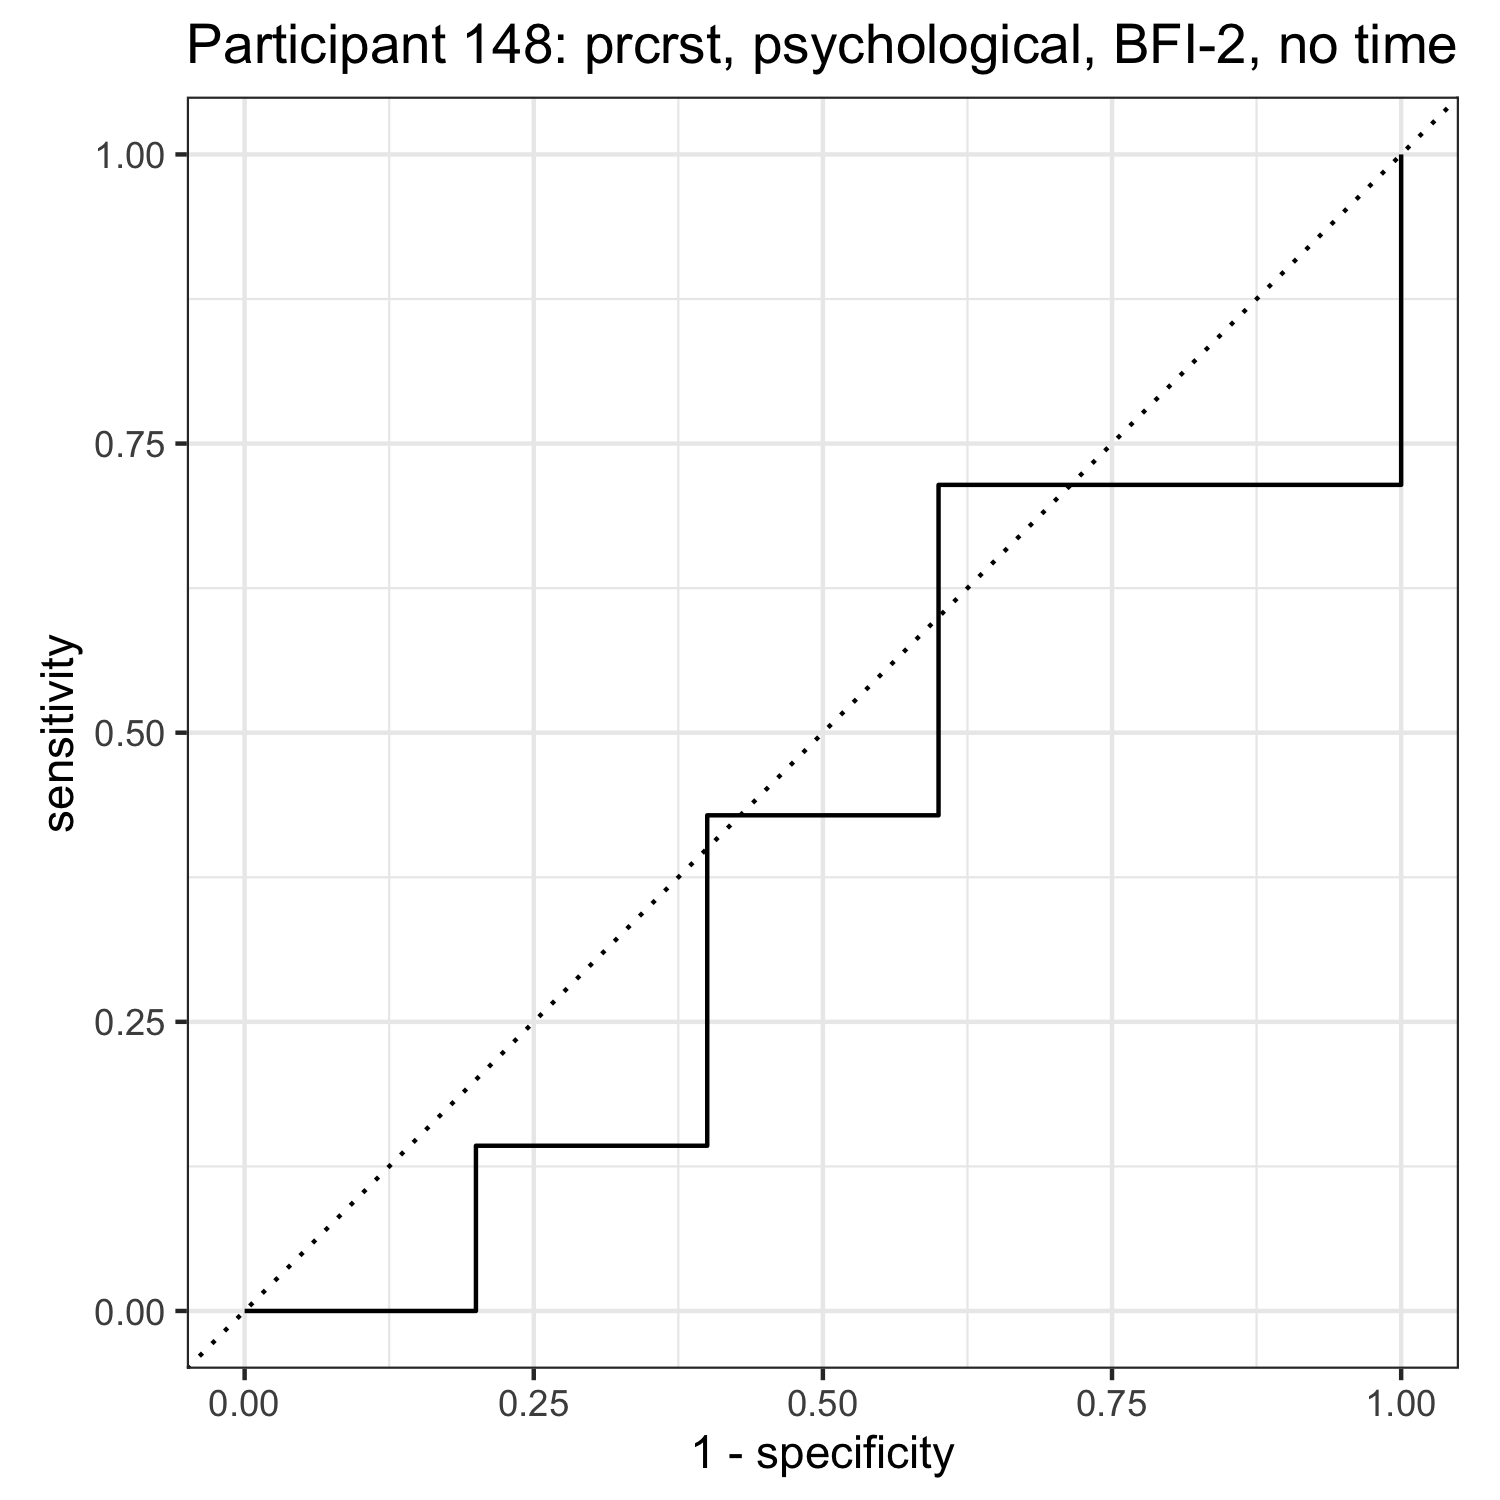 Participant 148: prcrst, psychological, BFI-2, no time
sensitivity
1.00
0.75
0.50
0.25
0.00
0.00 0.25 0.50 0.75 1.00
1 - specificity